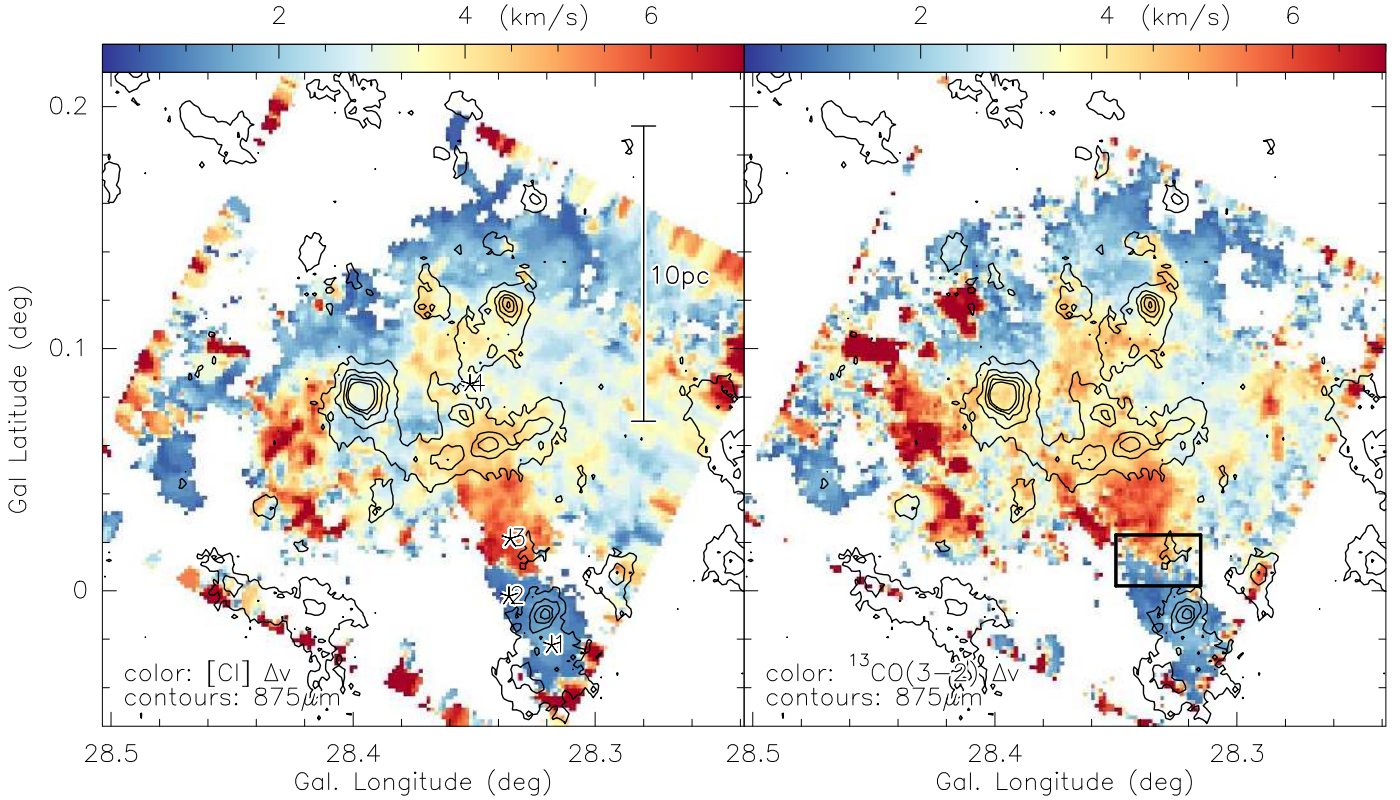 2 4 (km/s) 6 2 4 (km/s) 6
0.2
10pc
0.1
4
3
2
0
1
color: [CI] Δv
contours: 875μm
color: ¹³CO(3−2) Δv
contours: 875μm
28.5 28.4 28.3 28.4 28.3
Gal. Longitude (deg) Gal. Longitude (deg)
Gal Latitude (deg)